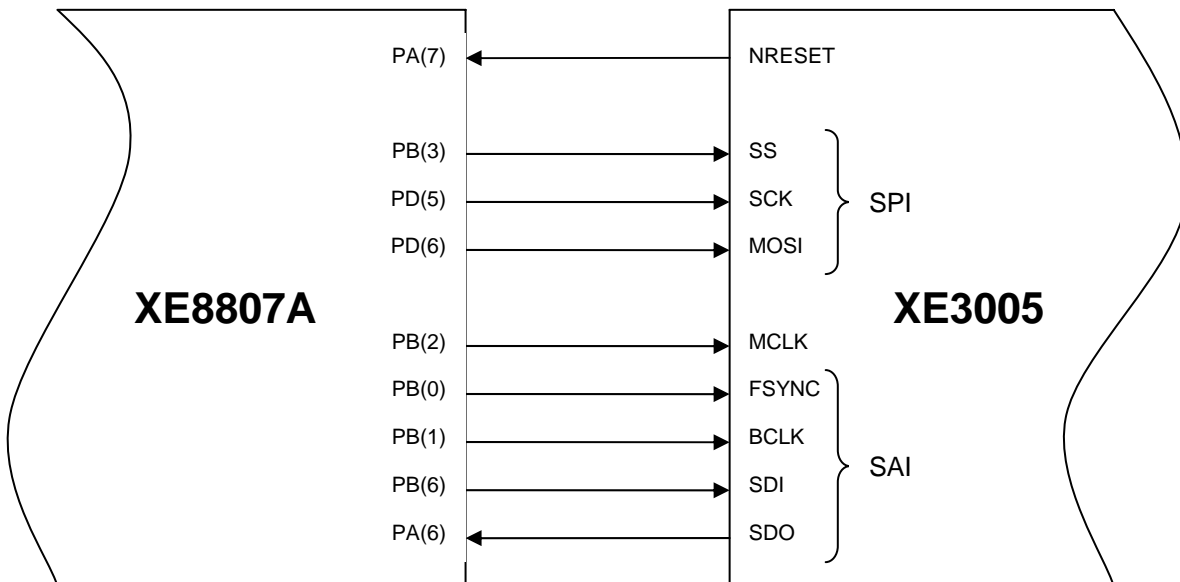 PA(7) NRESET
PB(3) SS
PD(5) SCK
SPI
PD(6) MOSI
XE8807A XE3005
PB(2) MCLK
PB(0) FSYNC
PB(1) BCLK
SAI
PB(6) SDI
PA(6) SDO